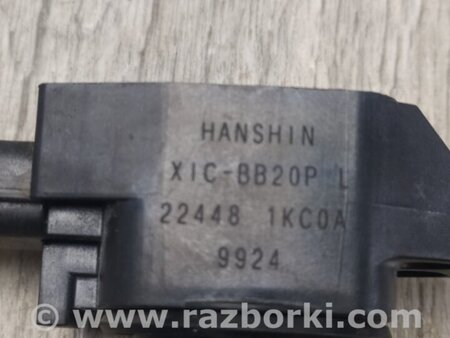 HANSHIN
XIC-BB20P L
22448 1KC0A
9924
www.razborki.com